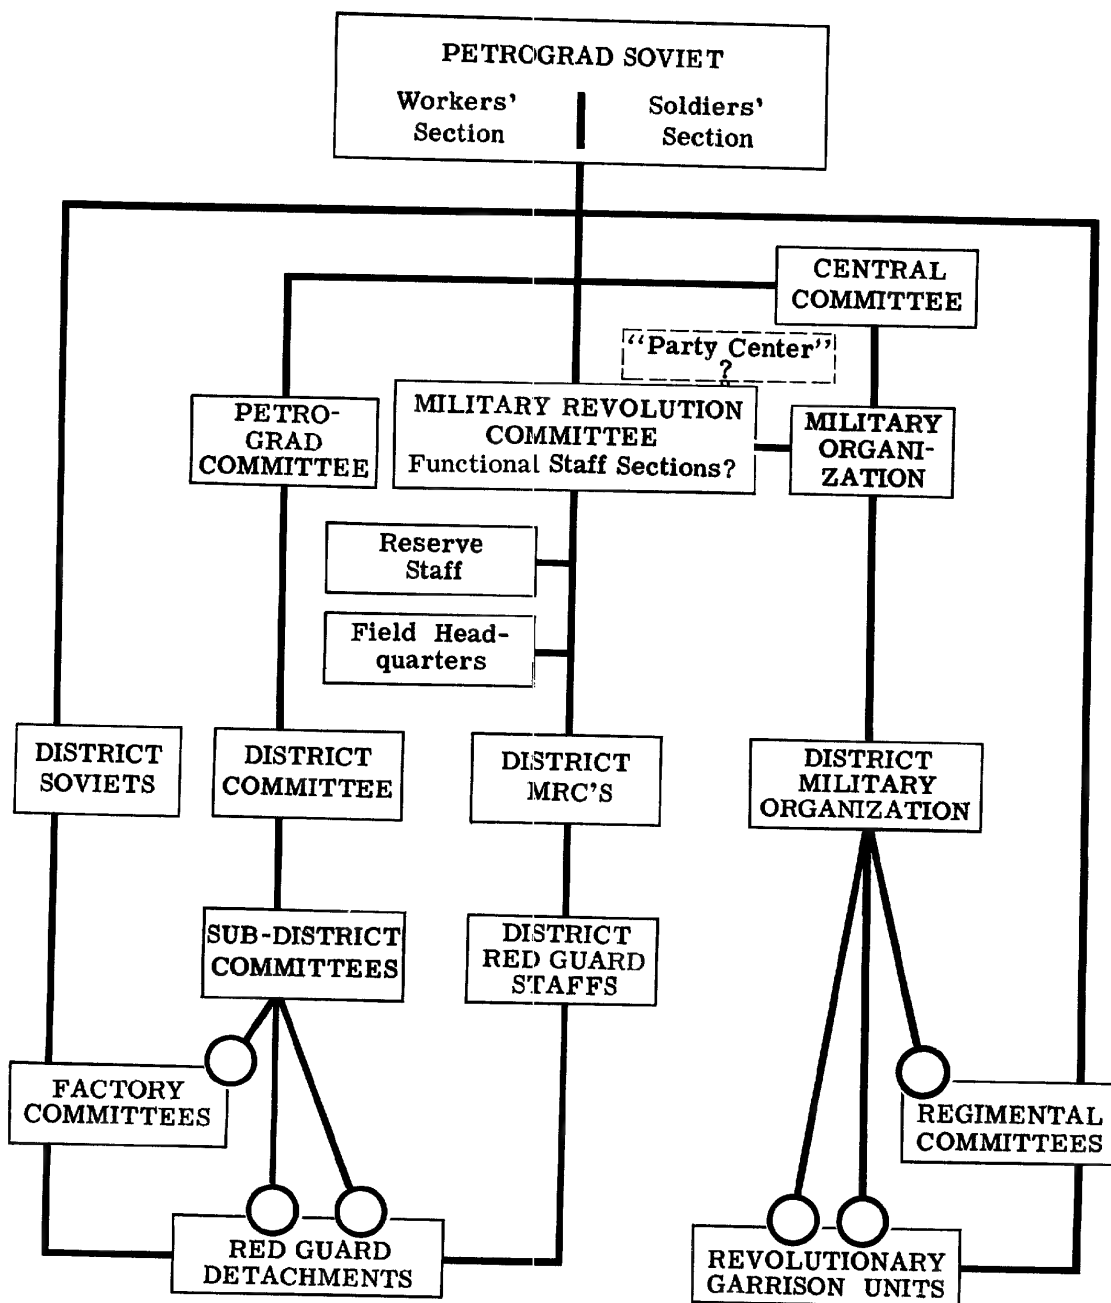 PETROGRAD SOVIET
Workers'
Section
Soldiers'
Section
CENTRAL
COMMITTEE
"Party Center"
?
PETRO-
GRAD
COMMITTEE
MILITARY REVOLUTION
COMMITTEE
Functional Staff Sections?
MILITARY
ORGANI-
ZATION
Reserve
Staff
Field Head-
quarters
DISTRICT
SOVIETS
DISTRICT
COMMITTEE
DISTRICT
MRC'S
DISTRICT
MILITARY
ORGANIZATION
SUB-DISTRICT
COMMITTEES
DISTRICT
RED GUARD
STAFFS
FACTORY
COMMITTEES
REGIMENTAL
COMMITTEES
RED GUARD
DETACHMENTS
REVOLUTIONARY
GARRISON UNITS